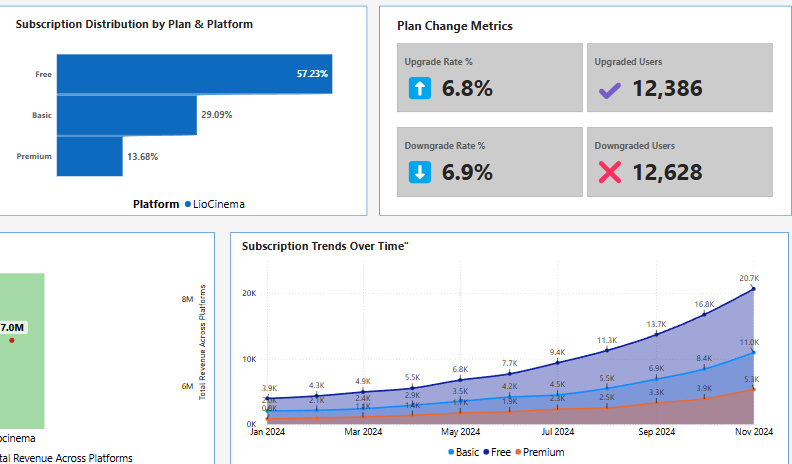 Subscription Distribution by Plan & Platform
Free
57.23%
Basic
29.09%
Premium
13.68%
Platform LioCinema
Plan Change Metrics
Upgrade Rate %
6.8%
Upgraded Users
12,386
Downgrade Rate %
6.9%
Downgraded Users
12,628
7.0M
8M
6M
Total Revenue Across Platforms
ocinema
tal Revenue Across Platforms
Subscription Trends Over Time"
20K
10K
0K
3.9K 4.3K 4.9K 5.5K 6.8K 7.7K 9.4K 11.3K 13.7K 16.8K 20.7K
2.1K 2.4K 2.9K 3.5K 4.2K 4.5K 5.5K 6.9K 8.4K 11.0K
1.9K 2.3K 2.5K 3.3K 3.9K 5.3K
Jan 2024 Mar 2024 May 2024 Jul 2024 Sep 2024 Nov 2024
Basic Free Premium